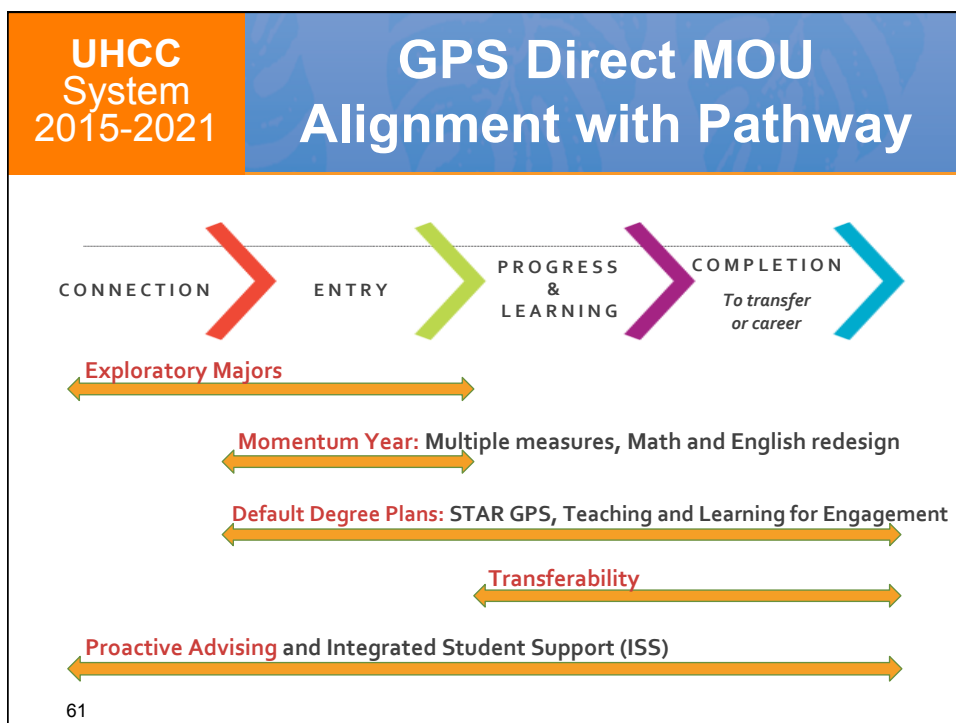 UHCC
System
2015-2021
GPS Direct MOU
Alignment with Pathway
CONNECTION
ENTRY
PROGRESS
&
LEARNING
COMPLETION
To transfer
or career
Exploratory Majors
Momentum Year: Multiple measures, Math and English redesign
Default Degree Plans: STAR GPS, Teaching and Learning for Engagement
Transferability
Proactive Advising and Integrated Student Support (ISS)
61